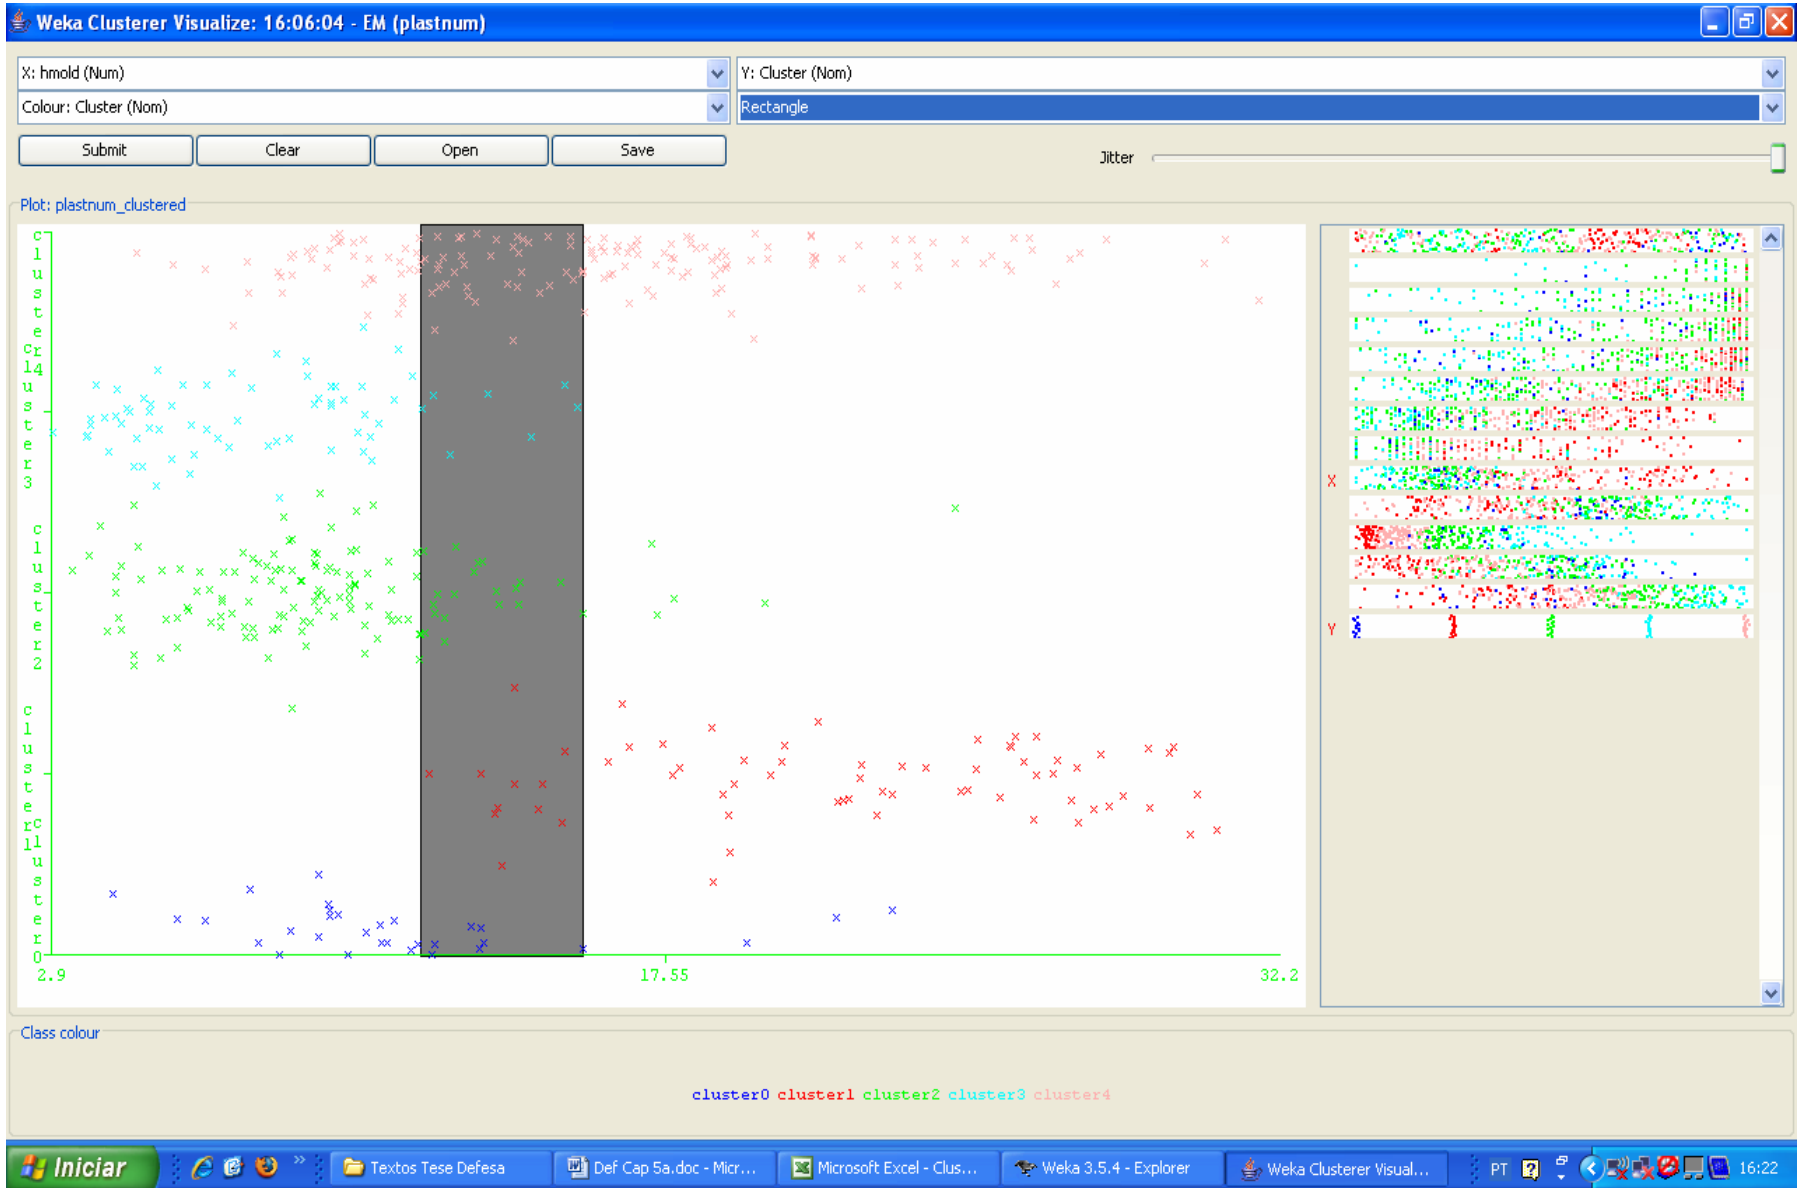 Weka Clusterer Visualize: 16:06:04 - EM (plastnum)
X: hmold (Num)
Y: Cluster (Nom)
Colour: Cluster (Nom)
Rectangle
Submit
Clear
Open
Save
Jitter
Plot: plastnum_clustered
cluster4
cluster3
cluster2
cluster1
cluster0
2.9
17.55
32.2
X
Y
Class colour
cluster0 cluster1 cluster2 cluster3 cluster4
Iniciar
»
Textos Tese Defesa
Def Cap 5a.doc - Micr...
Microsoft Excel - Clus...
Weka 3.5.4 - Explorer
Weka Clusterer Visual...
PT
16:22